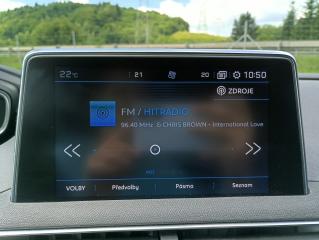 22°C 21 20 10:50
ZDROJE
FM / HITRADIO
96.40 MHz & CHRIS BROWN - International Love
VOLBY Předvolby Pásma Seznam